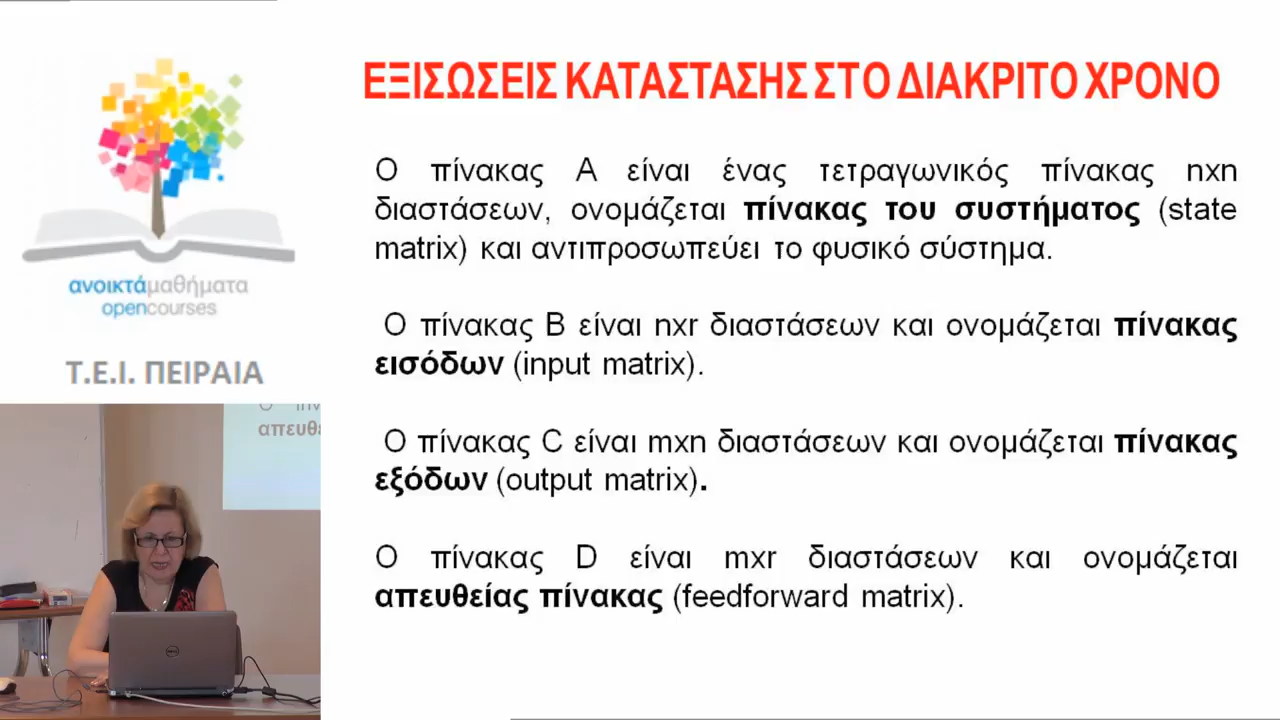 ΕΞΙΣΩΣΕΙΣ ΚΑΤΑΣΤΑΣΗΣ ΣΤΟ ΔΙΑΚΡΙΤΟ ΧΡΟΝΟ
Ο πίνακας Α είναι ένας τετραγωνικός πίνακας nxn
διαστάσεων, ονομάζεται πίνακας του συστήματος (state
matrix) και αντιπροσωπεύει το φυσικό σύστημα.
Ο πίνακας Β είναι nxr διαστάσεων και ονομάζεται πίνακας
εισόδων (input matrix).
Ο πίνακας C είναι mxn διαστάσεων και ονομάζεται πίνακας
εξόδων (output matrix).
Ο πίνακας D είναι mxr διαστάσεων και ονομάζεται
απευθείας πίνακας (feedforward matrix).
ανοικτάμαθήματα
opencourses
Τ.Ε.Ι. ΠΕΙΡΑΙΑ